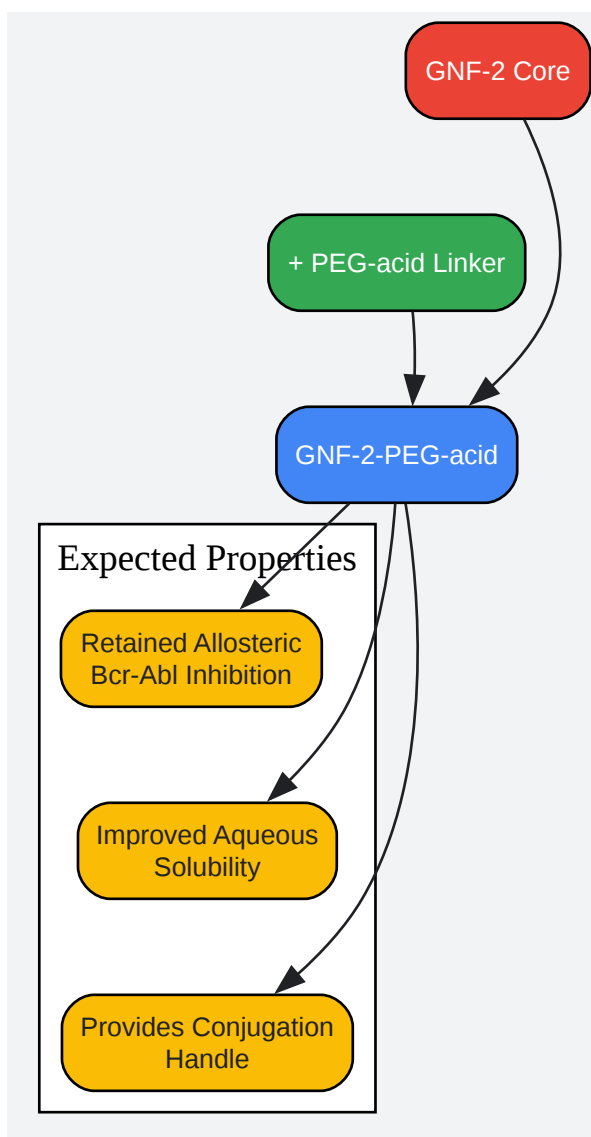 GNF-2 Core
+ PEG-acid Linker
GNF-2-PEG-acid
Expected Properties
Retained Allosteric
Bcr-Abl Inhibition
Improved Aqueous
Solubility
Provides Conjugation
Handle